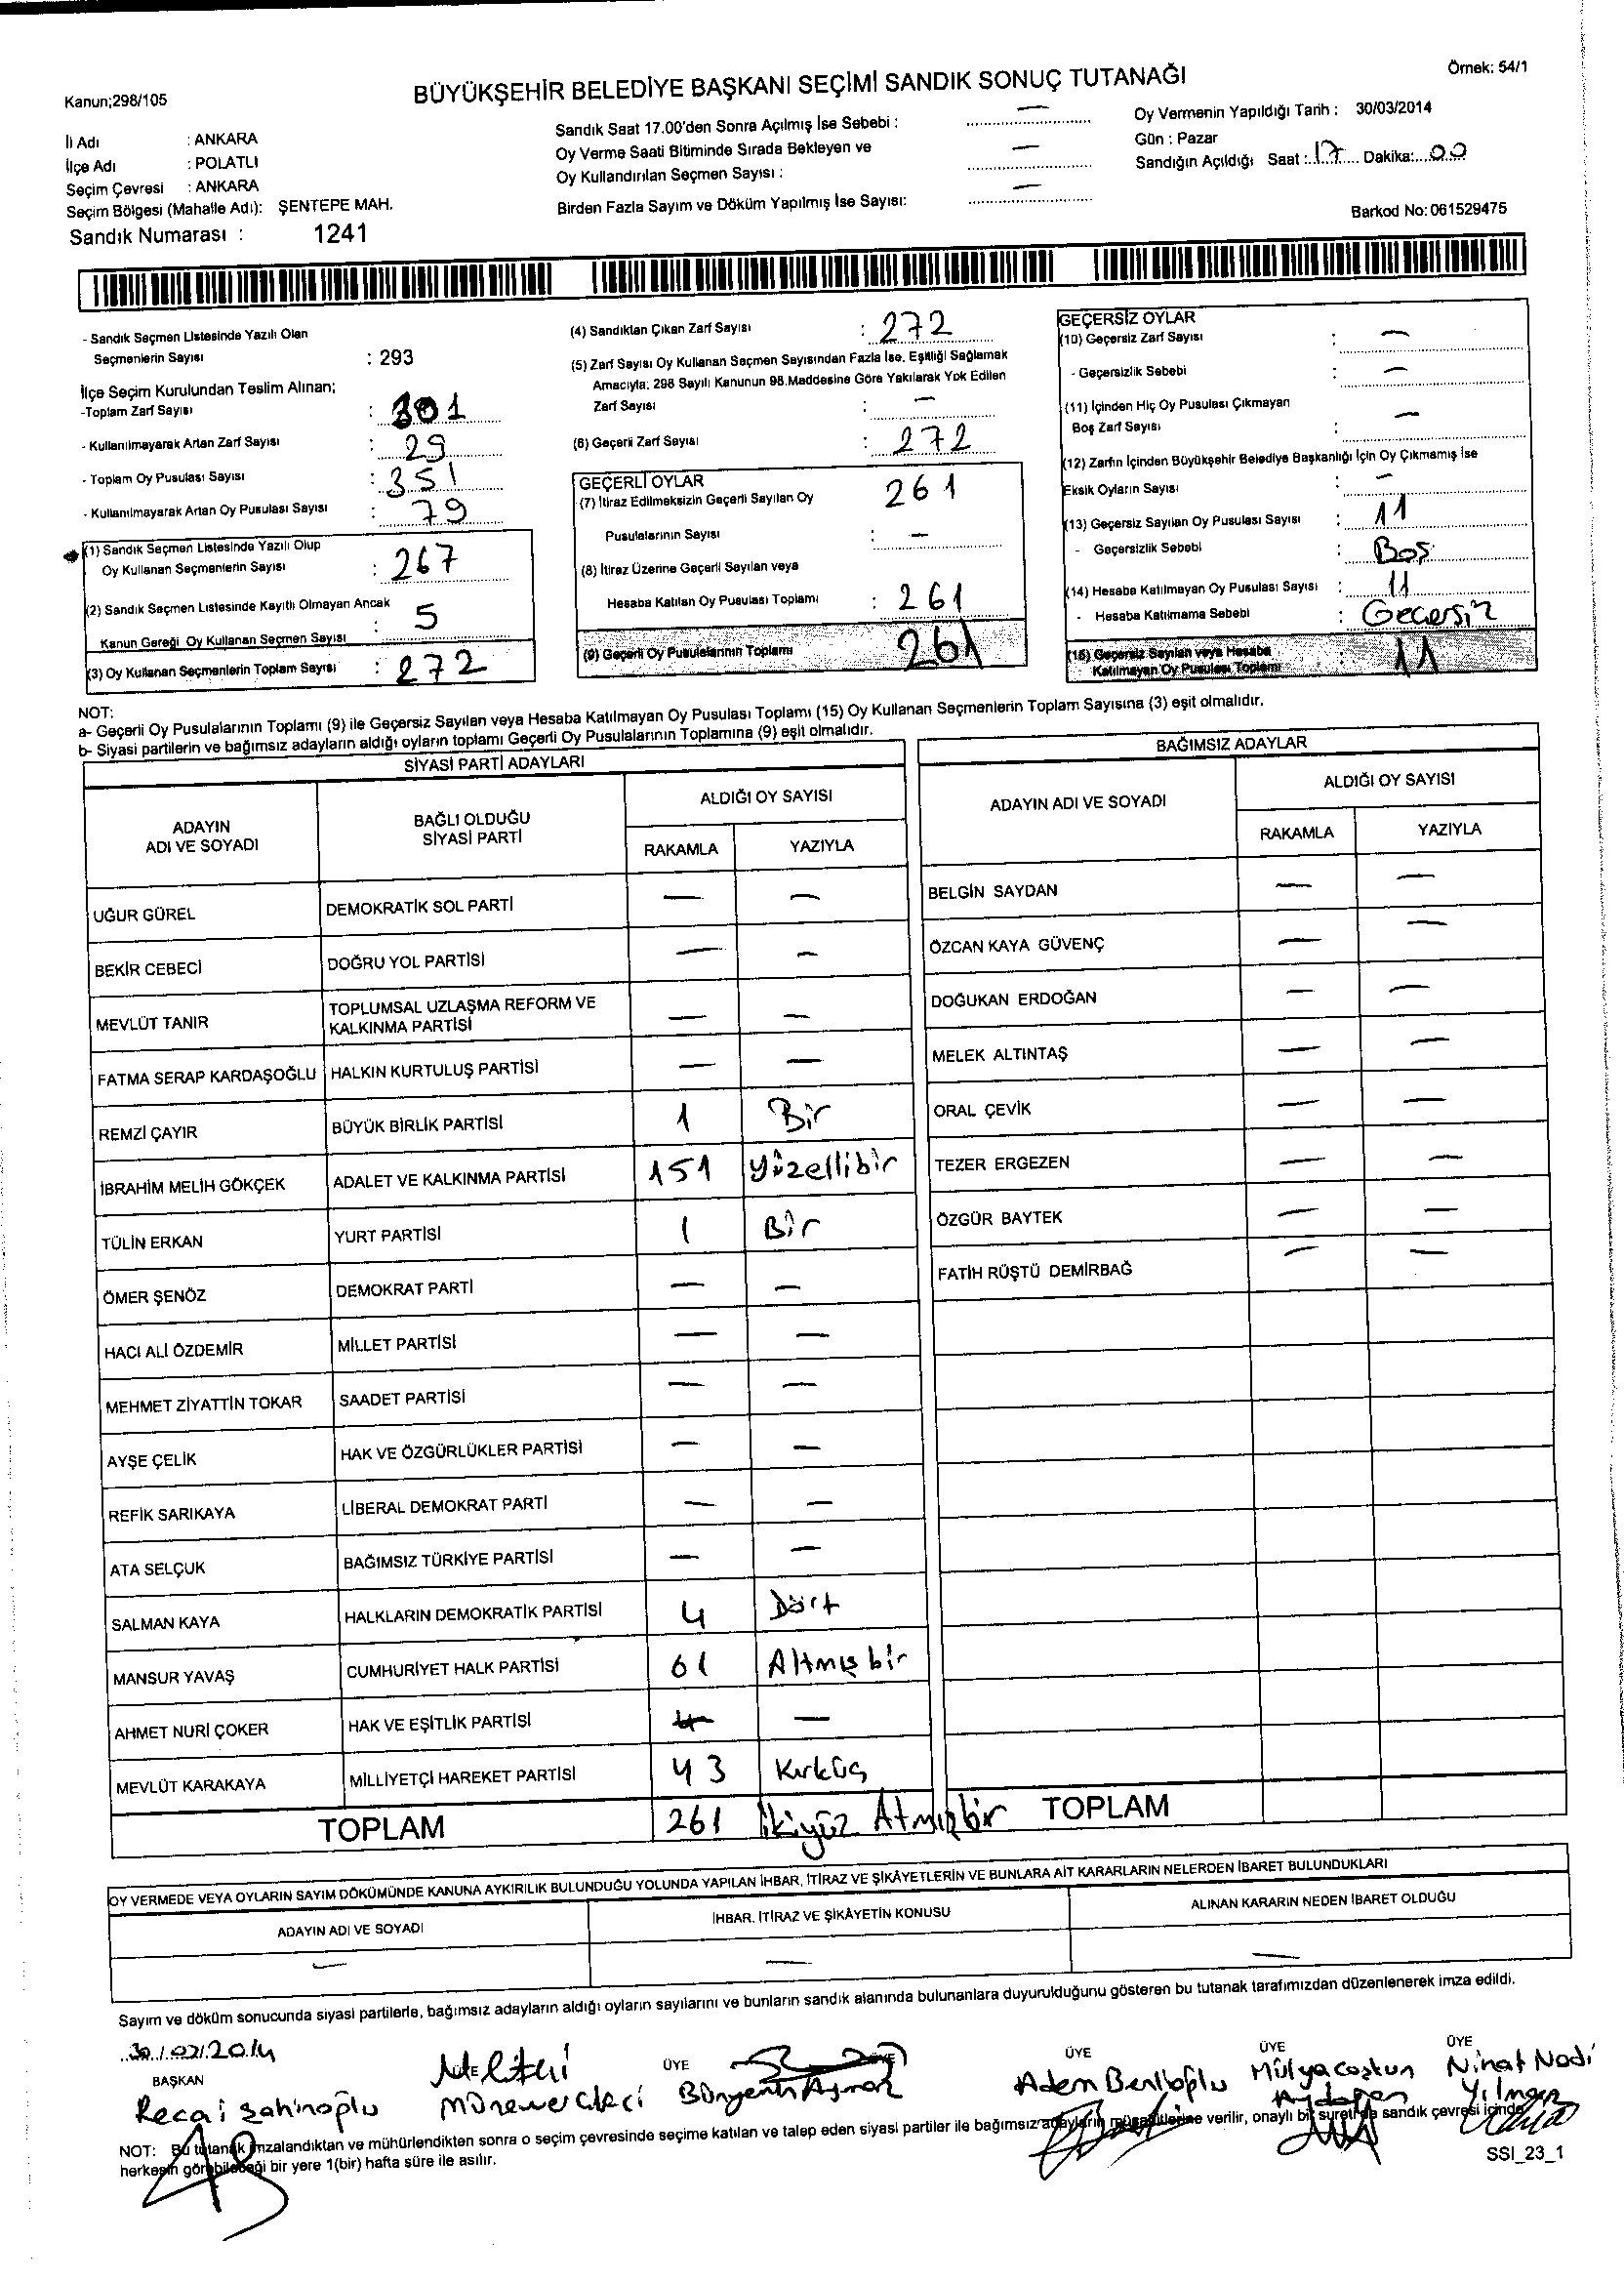 Örnek: 54/1
Kanun;298/105
BÜYÜKŞEHİR BELEDİYE BAŞKANI SEÇİMİ SANDIK SONUÇ TUTANAĞI
İl Adı : ANKARA
İlçe Adı : POLATLI
Seçim Çevresi : ANKARA
Seçim Bölgesi (Mahalle Adı): ŞENTEPE MAH.
Sandık Numarası : 1241
Sandık Saat 17.00'den Sonra Açılmış İse Sebebi : —
Oy Verme Saati Bitiminde Sırada Bekleyen ve
Oy Kullandırılan Seçmen Sayısı : —
Birden Fazla Sayım ve Döküm Yapılmış İse Sayısı: —
Oy Vermenin Yapıldığı Tarih : 30/03/2014
Gün : Pazar
Sandığın Açıldığı Saat : 17 Dakika: 00
Barkod No: 061529475
- Sandık Seçmen Listesinde Yazılı Olan
Seçmenlerin Sayısı : 293
İlçe Seçim Kurulundan Teslim Alınan;
-Toplam Zarf Sayısı : 301
- Kullanılmayarak Artan Zarf Sayısı : 29
- Toplam Oy Pusulası Sayısı : 351
- Kullanılmayarak Artan Oy Pusulası Sayısı : 79
(1) Sandık Seçmen Listesinde Yazılı Olup
Oy Kullanan Seçmenlerin Sayısı : 267
(2) Sandık Seçmen Listesinde Kayıtlı Olmayan Ancak
Kanun Gereği Oy Kullanan Seçmen Sayısı : 5
(3) Oy Kullanan Seçmenlerin Toplam Sayısı : 272
(4) Sandıktan Çıkan Zarf Sayısı : 272
(5) Zarf Sayısı Oy Kullanan Seçmen Sayısından Fazla İse, Eşitliği Sağlamak
Amacıyla; 298 Sayılı Kanunun 98.Maddesine Göre Yakılarak Yok Edilen
Zarf Sayısı : —
(6) Geçerli Zarf Sayısı : 272
GEÇERLİ OYLAR
(7) İtiraz Edilmeksizin Geçerli Sayılan Oy 261
Pusulalarının Sayısı : —
(8) İtiraz Üzerine Geçerli Sayılan veya
Hesaba Katılan Oy Pusulası Toplamı : 261
(9) Geçerli Oy Pusulalarının Toplamı 261
GEÇERSİZ OYLAR
(10) Geçersiz Zarf Sayısı : —
- Geçersizlik Sebebi : —
(11) İçinden Hiç Oy Pusulası Çıkmayan
Boş Zarf Sayısı : —
(12) Zarfın İçinden Büyükşehir Belediye Başkanlığı İçin Oy Çıkmamış İse
Eksik Oyların Sayısı : —
(13) Geçersiz Sayılan Oy Pusulası Sayısı : 11
- Geçersizlik Sebebi : Boş
(14) Hesaba Katılmayan Oy Pusulası Sayısı : 11
- Hesaba Katılmama Sebebi : Geçersiz
(15) Geçersiz Sayılan veya Hesaba
Katılmayan Oy Pusulası Toplamı 11
NOT:
a- Geçerli Oy Pusulalarının Toplamı (9) ile Geçersiz Sayılan veya Hesaba Katılmayan Oy Pusulası Toplamı (15) Oy Kullanan Seçmenlerin Toplam Sayısına (3) eşit olmalıdır.
b- Siyasi partilerin ve bağımsız adayların aldığı oyların toplamı Geçerli Oy Pusulalarının Toplamına (9) eşit olmalıdır.
SİYASİ PARTİ ADAYLARI
ADAYIN ADI VE SOYADI BAĞLI OLDUĞU SİYASİ PARTİ ALDIĞI OY SAYISI
RAKAMLA YAZIYLA
UĞUR GÜREL DEMOKRATİK SOL PARTİ — —
BEKİR CEBECİ DOĞRU YOL PARTİSİ — —
MEVLÜT TANIR TOPLUMSAL UZLAŞMA REFORM VE KALKINMA PARTİSİ — —
FATMA SERAP KARDAŞOĞLU HALKIN KURTULUŞ PARTİSİ — —
REMZİ ÇAYIR BÜYÜK BİRLİK PARTİSİ 1 Bir
İBRAHİM MELİH GÖKÇEK ADALET VE KALKINMA PARTİSİ 151 Yüzellibir
TÜLİN ERKAN YURT PARTİSİ 1 Bir
ÖMER ŞENÖZ DEMOKRAT PARTİ — —
HACI ALİ ÖZDEMİR MİLLET PARTİSİ — —
MEHMET ZİYATTİN TOKAR SAADET PARTİSİ — —
AYŞE ÇELİK HAK VE ÖZGÜRLÜKLER PARTİSİ — —
REFİK SARIKAYA LİBERAL DEMOKRAT PARTİ — —
ATA SELÇUK BAĞIMSIZ TÜRKİYE PARTİSİ — —
SALMAN KAYA HALKLARIN DEMOKRATİK PARTİSİ 4 Dört
MANSUR YAVAŞ CUMHURİYET HALK PARTİSİ 61 Altmış bir
AHMET NURİ ÇOKER HAK VE EŞİTLİK PARTİSİ — —
MEVLÜT KARAKAYA MİLLİYETÇİ HAREKET PARTİSİ 43 Kırküç
TOPLAM 261 İkiyüz Atmışbir
BAĞIMSIZ ADAYLAR
ADAYIN ADI VE SOYADI ALDIĞI OY SAYISI
RAKAMLA YAZIYLA
BELGİN SAYDAN — —
ÖZCAN KAYA GÜVENÇ — —
DOĞUKAN ERDOĞAN — —
MELEK ALTINTAŞ — —
ORAL ÇEVİK — —
TEZER ERGEZEN — —
ÖZGÜR BAYTEK — —
FATİH RÜŞTÜ DEMİRBAĞ — —
TOPLAM
OY VERMEDE VEYA OYLARIN SAYIM DÖKÜMÜNDE KANUNA AYKIRILIK BULUNDUĞU YOLUNDA YAPILAN İHBAR, İTİRAZ VE ŞİKÂYETLERİN VE BUNLARA AİT KARARLARIN NELERDEN İBARET BULUNDUKLARI
ADAYIN ADI VE SOYADI İHBAR, İTİRAZ VE ŞİKÂYETİN KONUSU ALINAN KARARIN NEDEN İBARET OLDUĞU
— — —
Sayım ve döküm sonucunda siyasi partilerle, bağımsız adayların aldığı oyların sayılarını ve bunların sandık alanında bulunanlara duyurulduğunu gösteren bu tutanak tarafımızdan düzenlenerek imza edildi.
30/03/2014
BAŞKAN ÜYE ÜYE ÜYE ÜYE
Recai Şahinoğlu Adem Benlioğlu Mülya coşkun Nihat Nadi
Aydoğan Yılmaz
NOT: Bu tutanak imzalandıktan ve mühürlendikten sonra o seçim çevresinde seçime katılan ve talep eden siyasi partiler ile bağımsız adayların müşahitlerine verilir, onaylı bir sureti de sandık çevresi içinde
herkesin görebileceği bir yere 1(bir) hafta süre ile asılır.
SSI_23_1